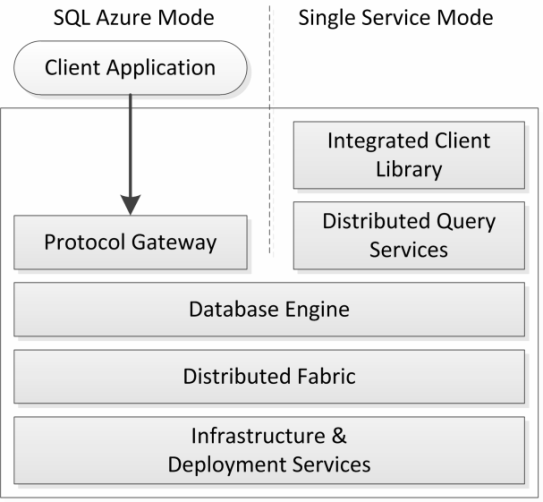 SQL Azure Mode
Single Service Mode
Client Application
Integrated Client
Library
Protocol Gateway
Distributed Query
Services
Database Engine
Distributed Fabric
Infrastructure &
Deployment Services